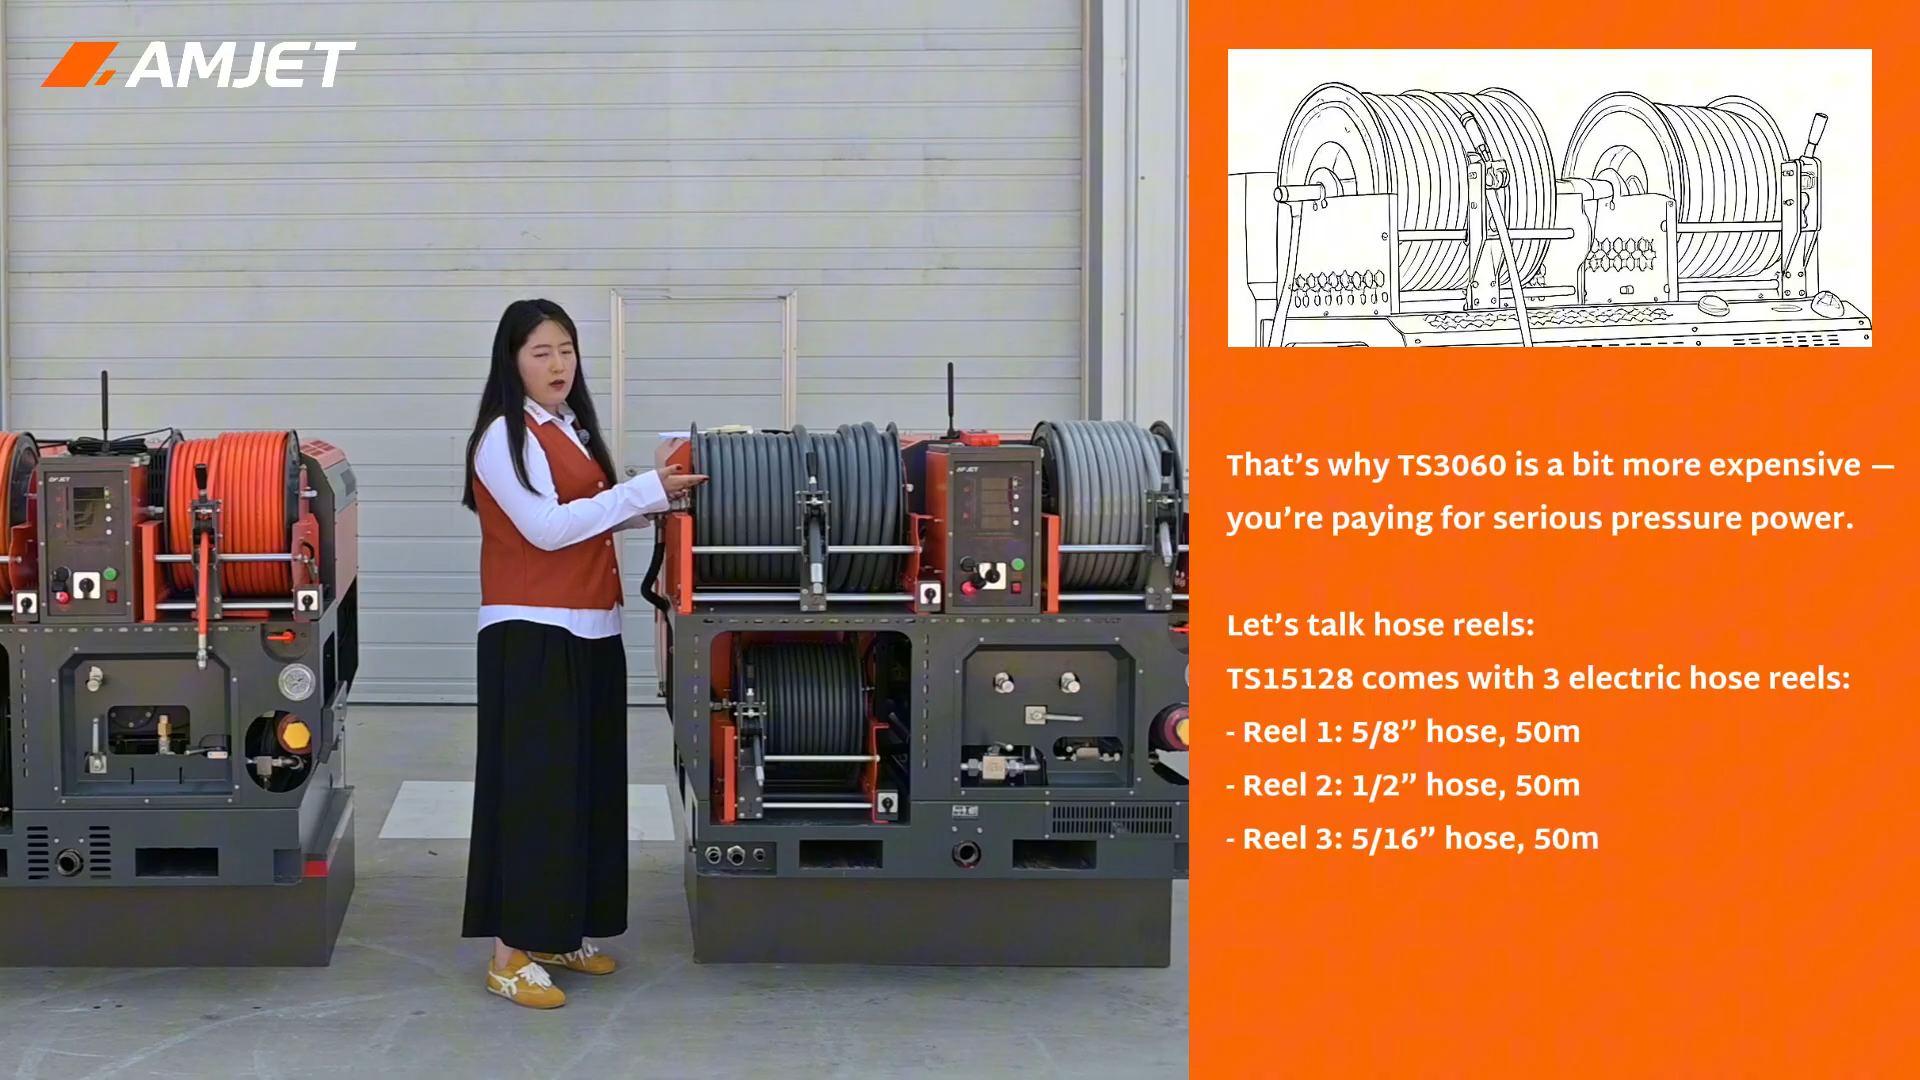 AMJET
That's why TS3060 is a bit more expensive —
you're paying for serious pressure power.
Let's talk hose reels:
TS15128 comes with 3 electric hose reels:
- Reel 1: 5/8” hose, 50m
- Reel 2: 1/2” hose, 50m
- Reel 3: 5/16” hose, 50m